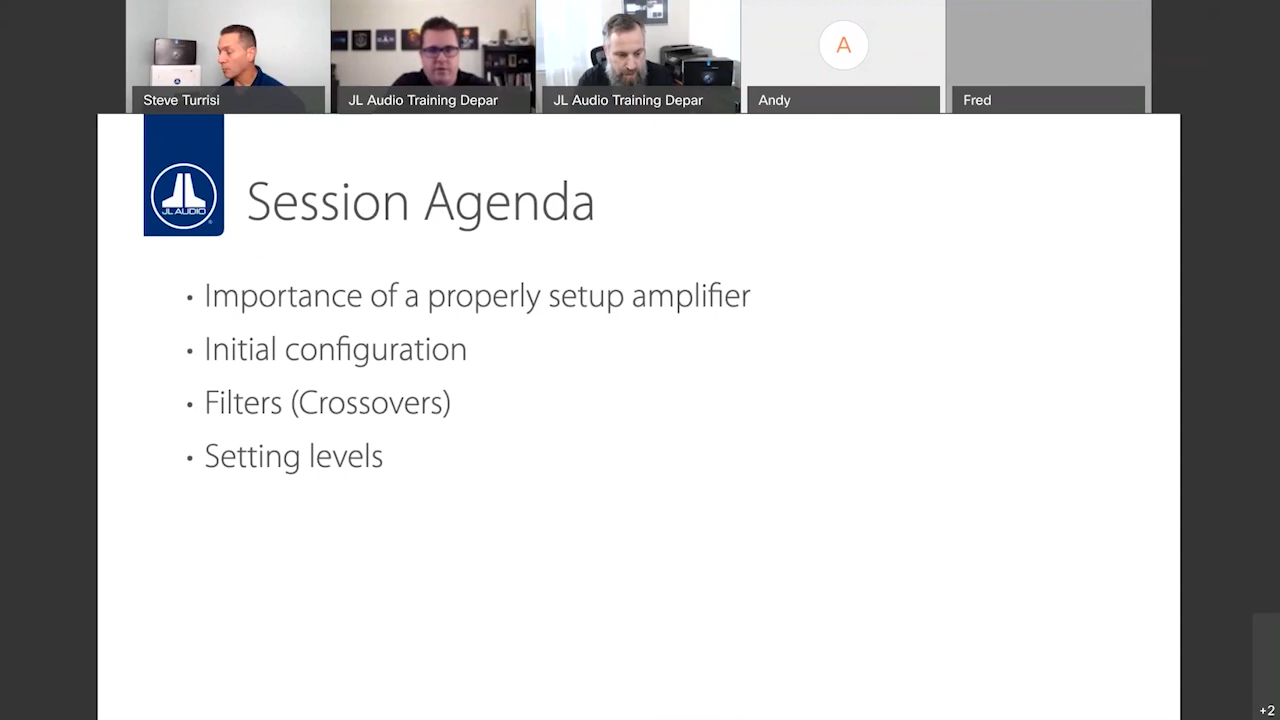 Steve Turrisi
JL Audio Training Depar
JL Audio Training Depar
A
Andy
Fred
JL AUDIO
®
Session Agenda
• Importance of a properly setup amplifier
• Initial configuration
• Filters (Crossovers)
• Setting levels
+2